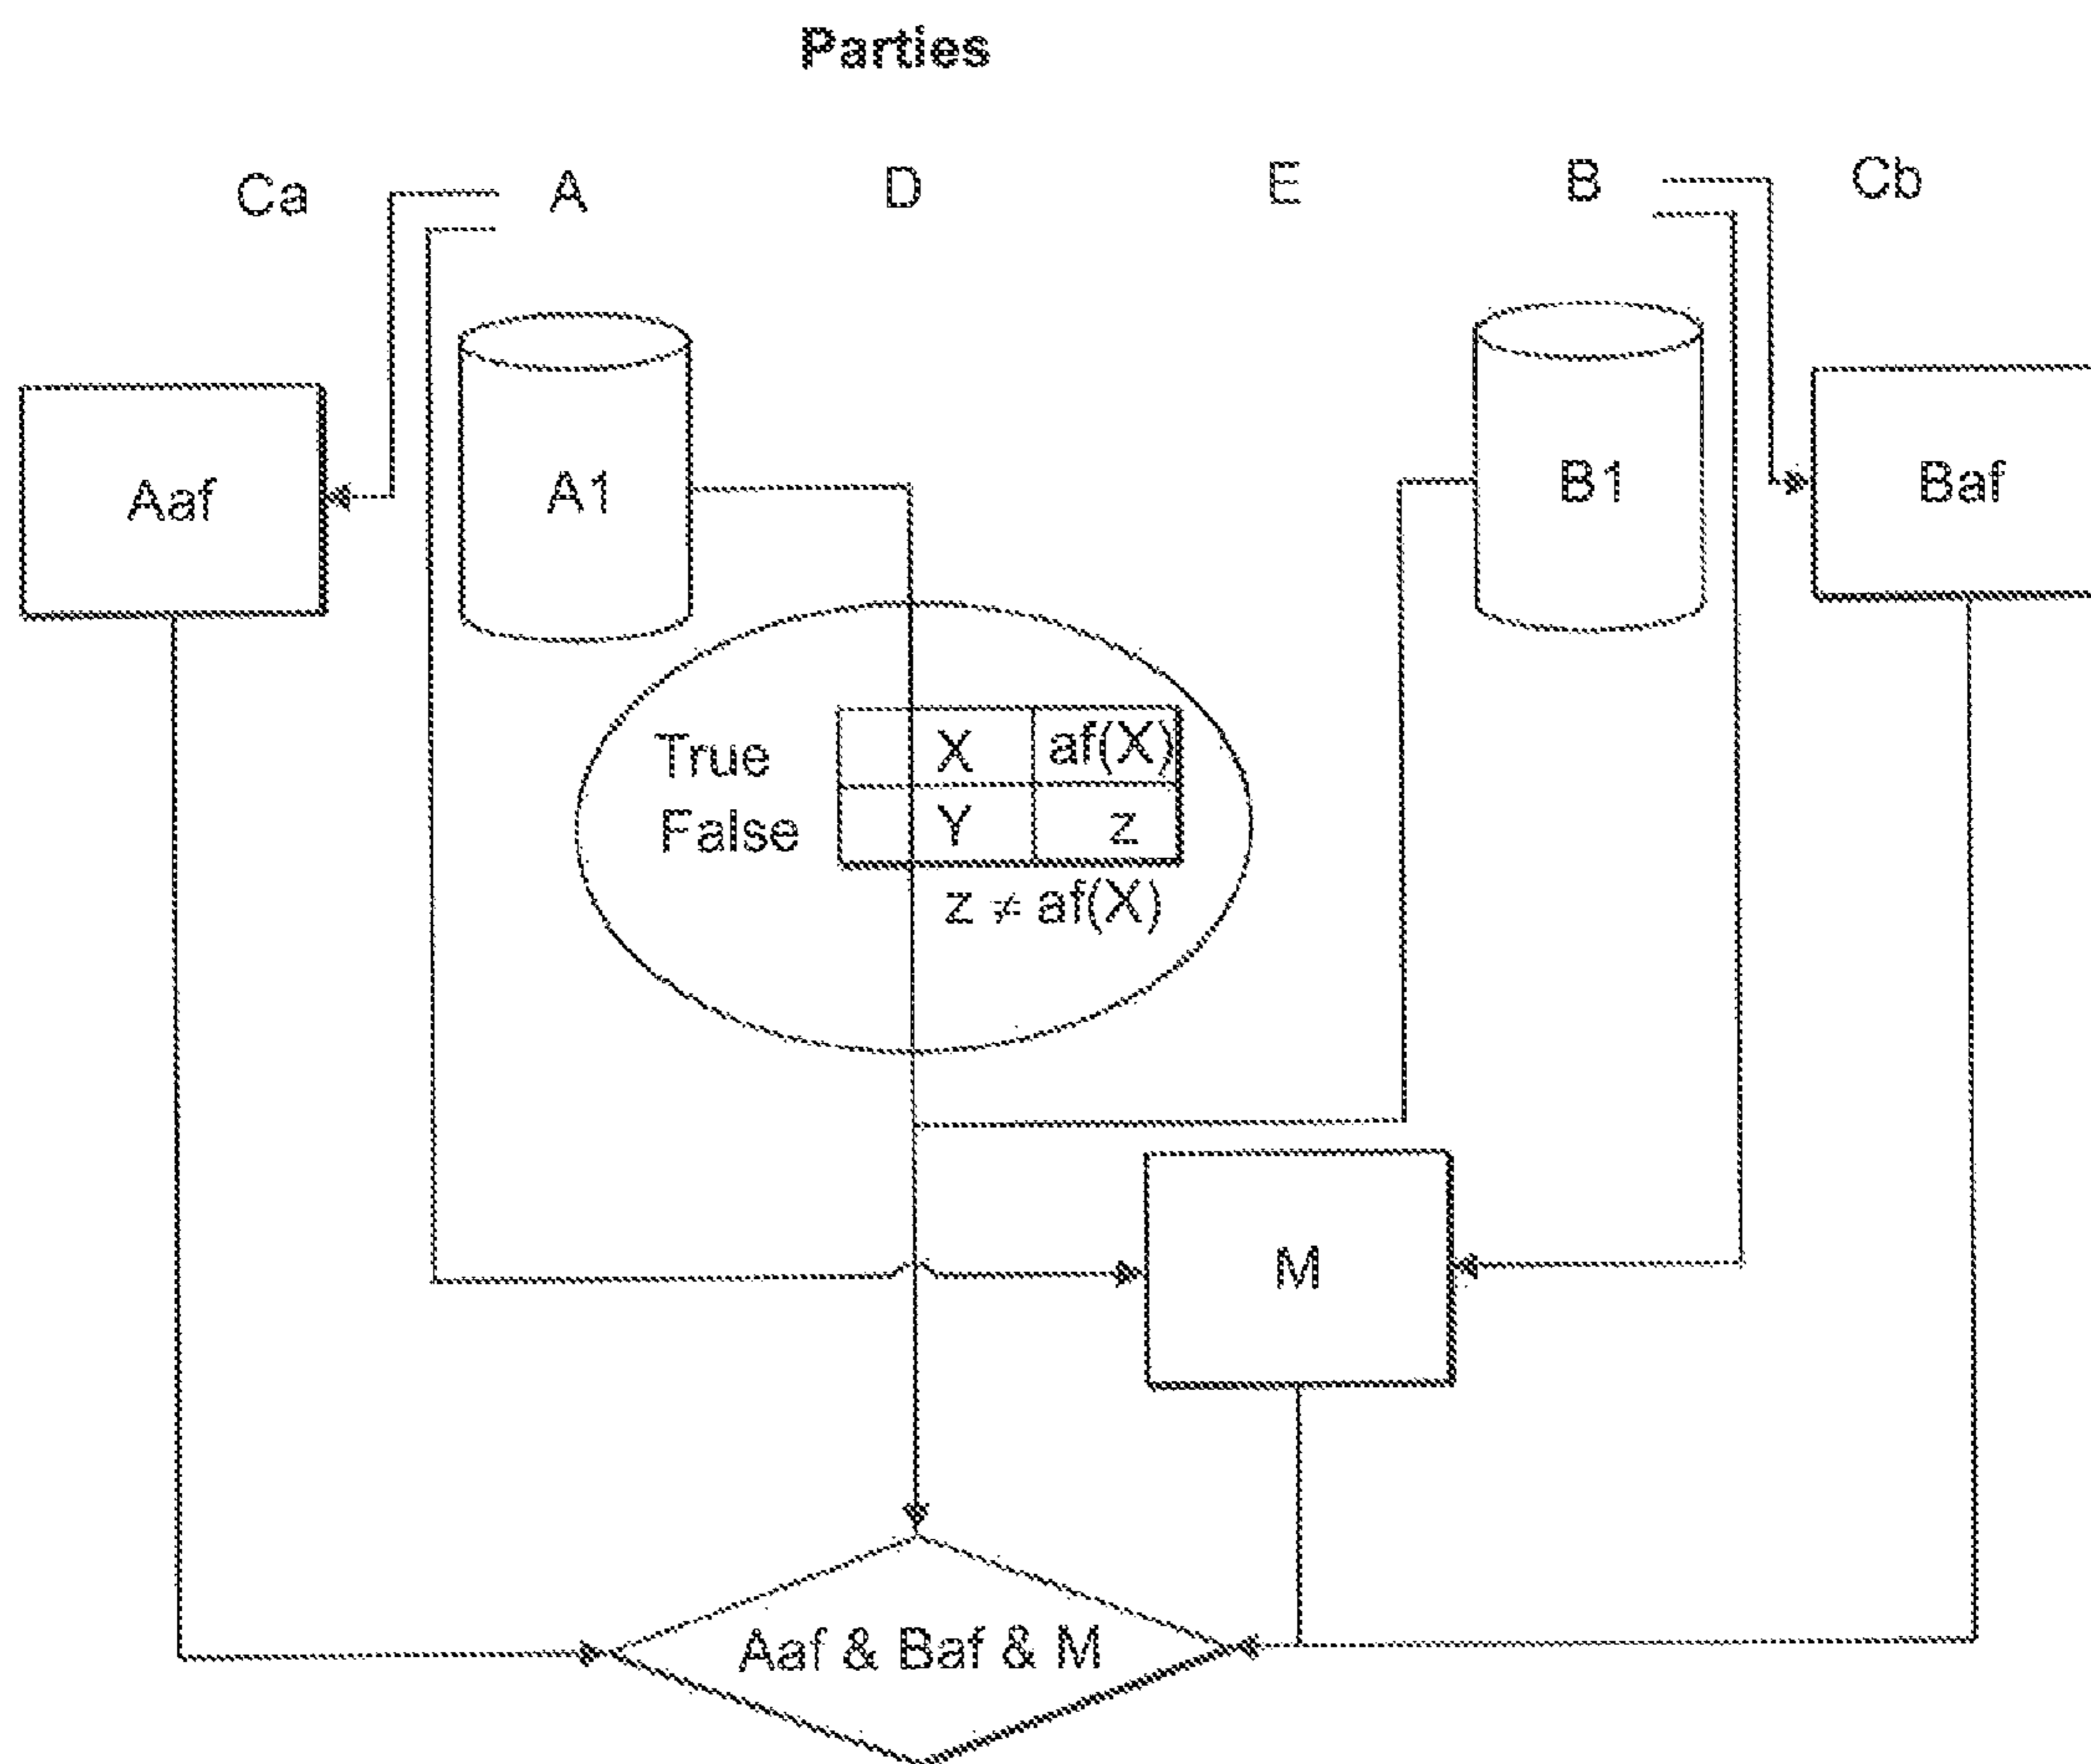 Parties
Ca A D E B Cb
Aaf A1 B1 Baf
True X af(X)
False Y z
z ≠ af(X)
M
Aaf & Baf & M